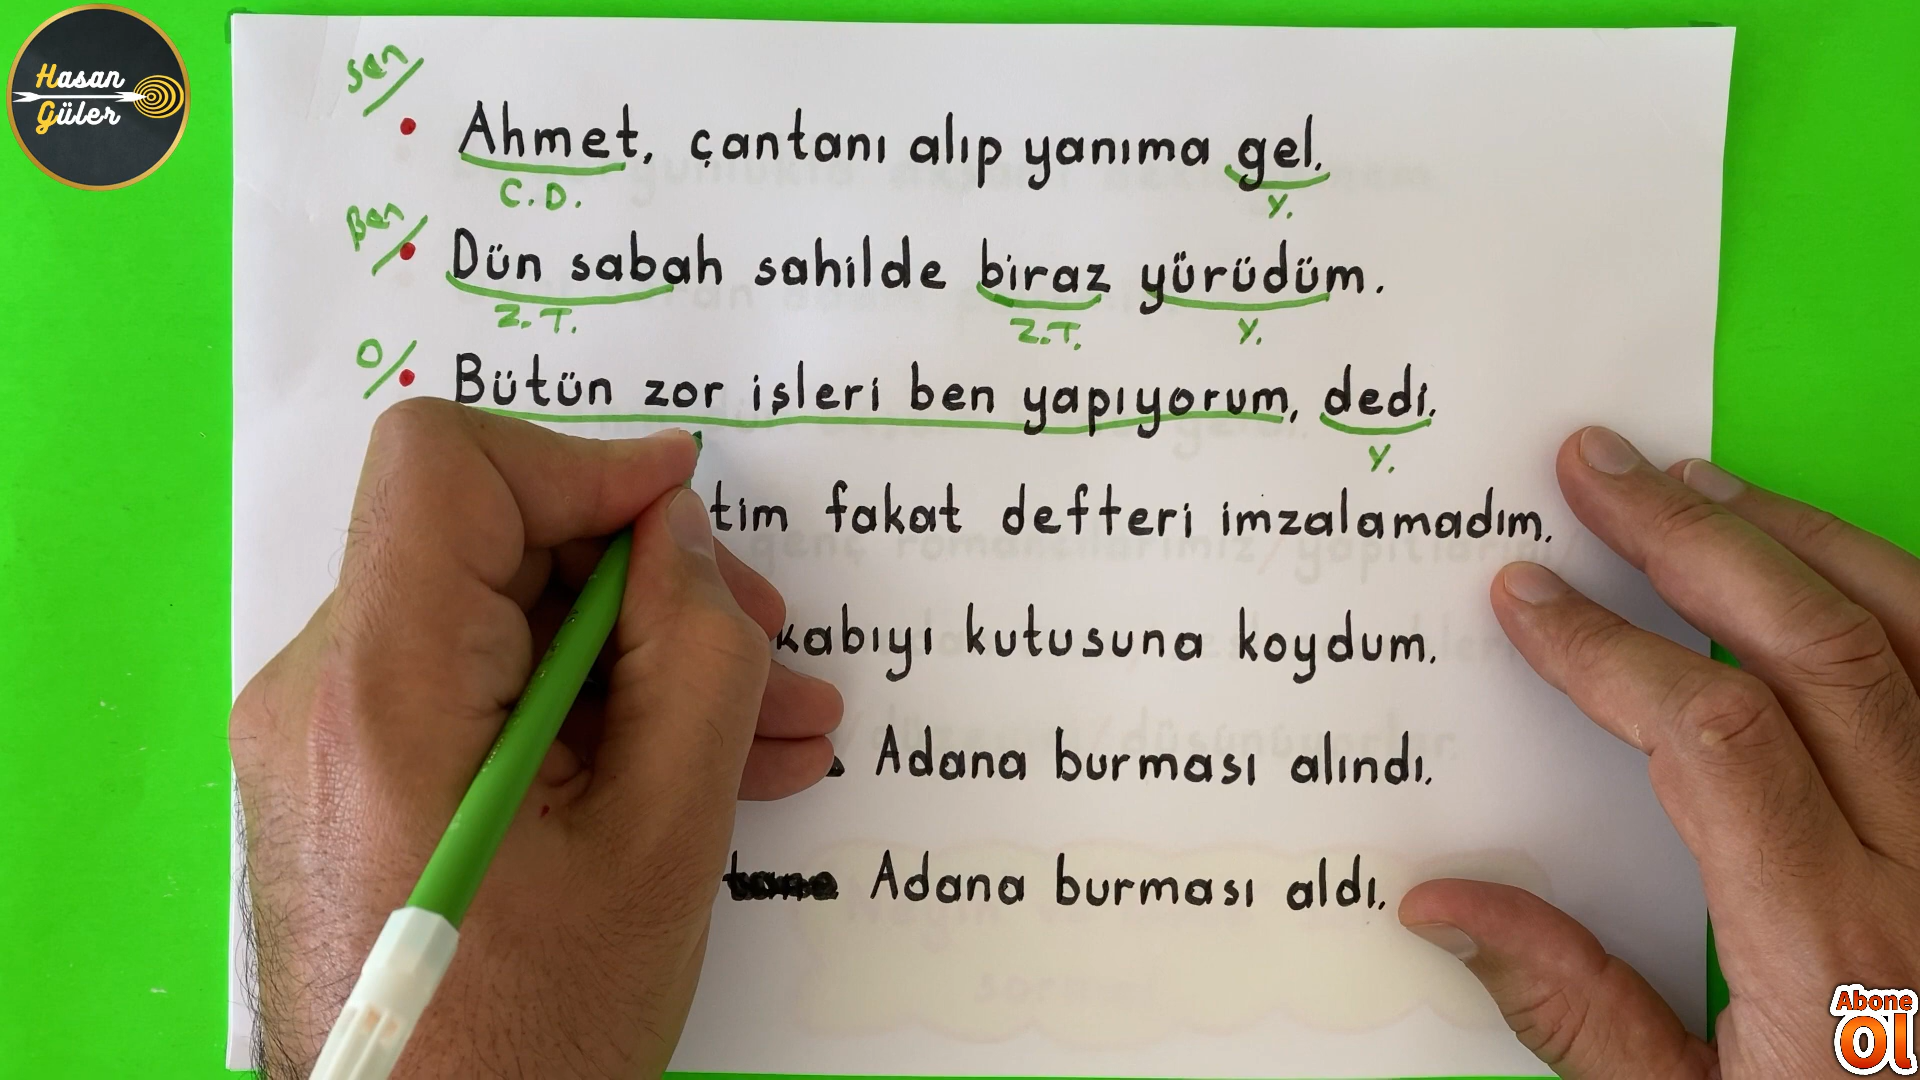 Hasan
Güler
Sen/
• Ahmet, çantanı alıp yanıma gel.
C.D. Y.
Ben/
• Dün sabah sahilde biraz yürüdüm.
Z.T. Z.T. Y.
O/
• Bütün zor işleri ben yapıyorum, dedi.
Y.
tim fakat defteri imzalamadım.
kabıyı kutusuna koydum.
Adana burması alındı.
Adana burması aldı.
Abone
Ol